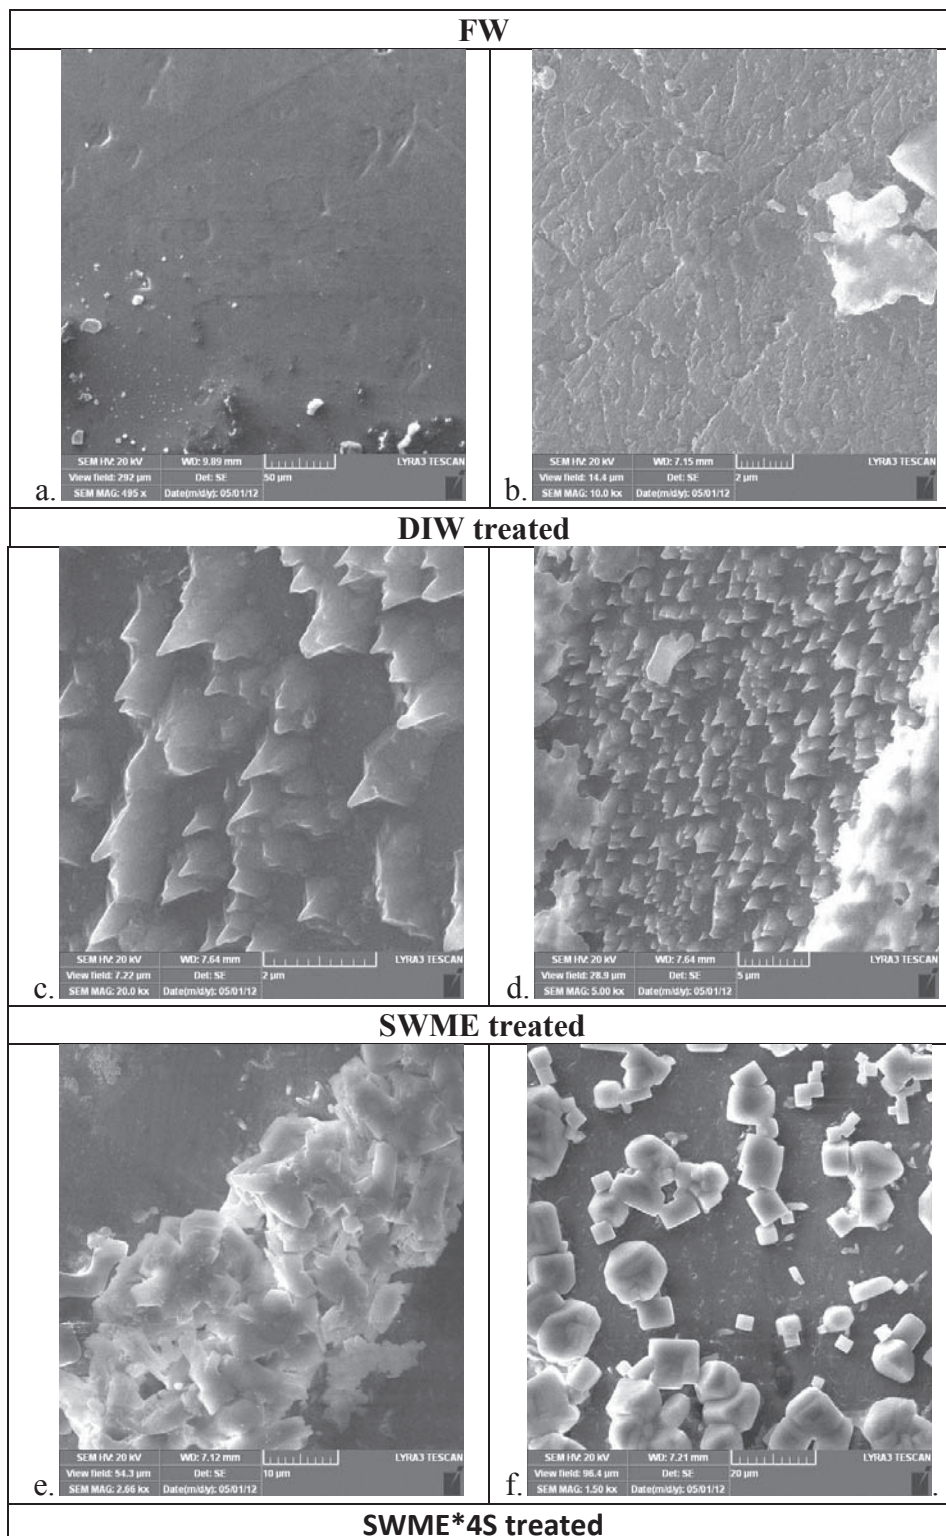 FW
SEM HV: 20 kV WD: 9.89 mm LYRA3 TESCAN
View field: 292 µm Det: SE 50 µm
a. SEM MAG: 495 x Date(m/d/y): 05/01/12
SEM HV: 20 kV WD: 7.15 mm LYRA3 TESCAN
View field: 14.4 µm Det: SE 2 µm
b. SEM MAG: 10.0 kx Date(m/d/y): 05/01/12
DIW treated
SEM HV: 20 kV WD: 7.64 mm LYRA3 TESCAN
View field: 7.22 µm Det: SE 2 µm
c. SEM MAG: 20.0 kx Date(m/d/y): 05/01/12
SEM HV: 20 kV WD: 7.64 mm LYRA3 TESCAN
View field: 28.9 µm Det: SE 5 µm
d. SEM MAG: 5.00 kx Date(m/d/y): 05/01/12
SWME treated
SEM HV: 20 kV WD: 7.12 mm LYRA3 TESCAN
View field: 54.3 µm Det: SE 10 µm
e. SEM MAG: 2.66 kx Date(m/d/y): 05/01/12
SEM HV: 20 kV WD: 7.21 mm LYRA3 TESCAN
View field: 96.4 µm Det: SE 20 µm
f. SEM MAG: 1.50 kx Date(m/d/y): 05/01/12 .
SWME*4S treated